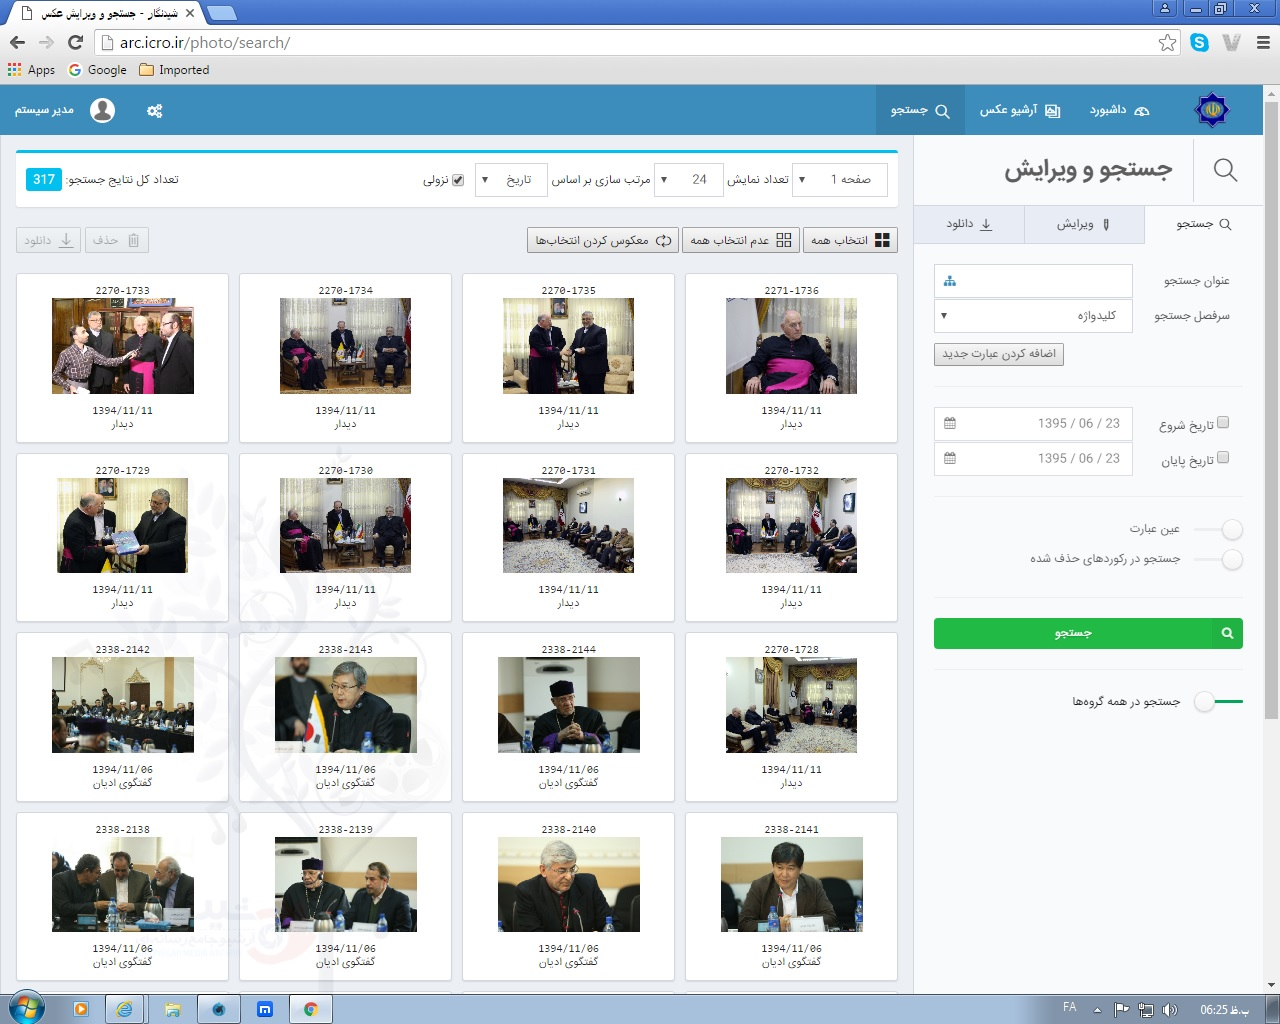 شیدنگار - جستجو و ویرایش عکس
arc.icro.ir/photo/search/
Apps Google Imported
داشبورد آرشیو عکس جستجو
مدیر سیستم
جستجو و ویرایش
جستجو ویرایش دانلود
عنوان جستجو
سرفصل جستجو کلیدواژه
اضافه کردن عبارت جدید
تاریخ شروع 1395 / 06 / 23
تاریخ پایان 1395 / 06 / 23
عین عبارت
جستجو در رکوردهای حذف شده
جستجو
جستجو در همه گروه‌ها
صفحه 1 تعداد نمایش 24 مرتب سازی بر اساس تاریخ نزولی
تعداد کل نتایج جستجو: 317
انتخاب همه عدم انتخاب همه معکوس کردن انتخاب‌ها
حذف دانلود
2271-1736 2270-1735 2270-1734 2270-1733
1394/11/11 1394/11/11 1394/11/11 1394/11/11
دیدار دیدار دیدار دیدار
2270-1732 2270-1731 2270-1730 2270-1729
1394/11/11 1394/11/11 1394/11/11 1394/11/11
دیدار دیدار دیدار دیدار
2270-1728 2338-2144 2338-2143 2338-2142
1394/11/11 1394/11/06 1394/11/06 1394/11/06
دیدار گفتگوی ادیان گفتگوی ادیان گفتگوی ادیان
2338-2141 2338-2140 2338-2139 2338-2138
1394/11/06 1394/11/06 1394/11/06 1394/11/06
گفتگوی ادیان گفتگوی ادیان گفتگوی ادیان گفتگوی ادیان
FA
06:25 ب.ظ